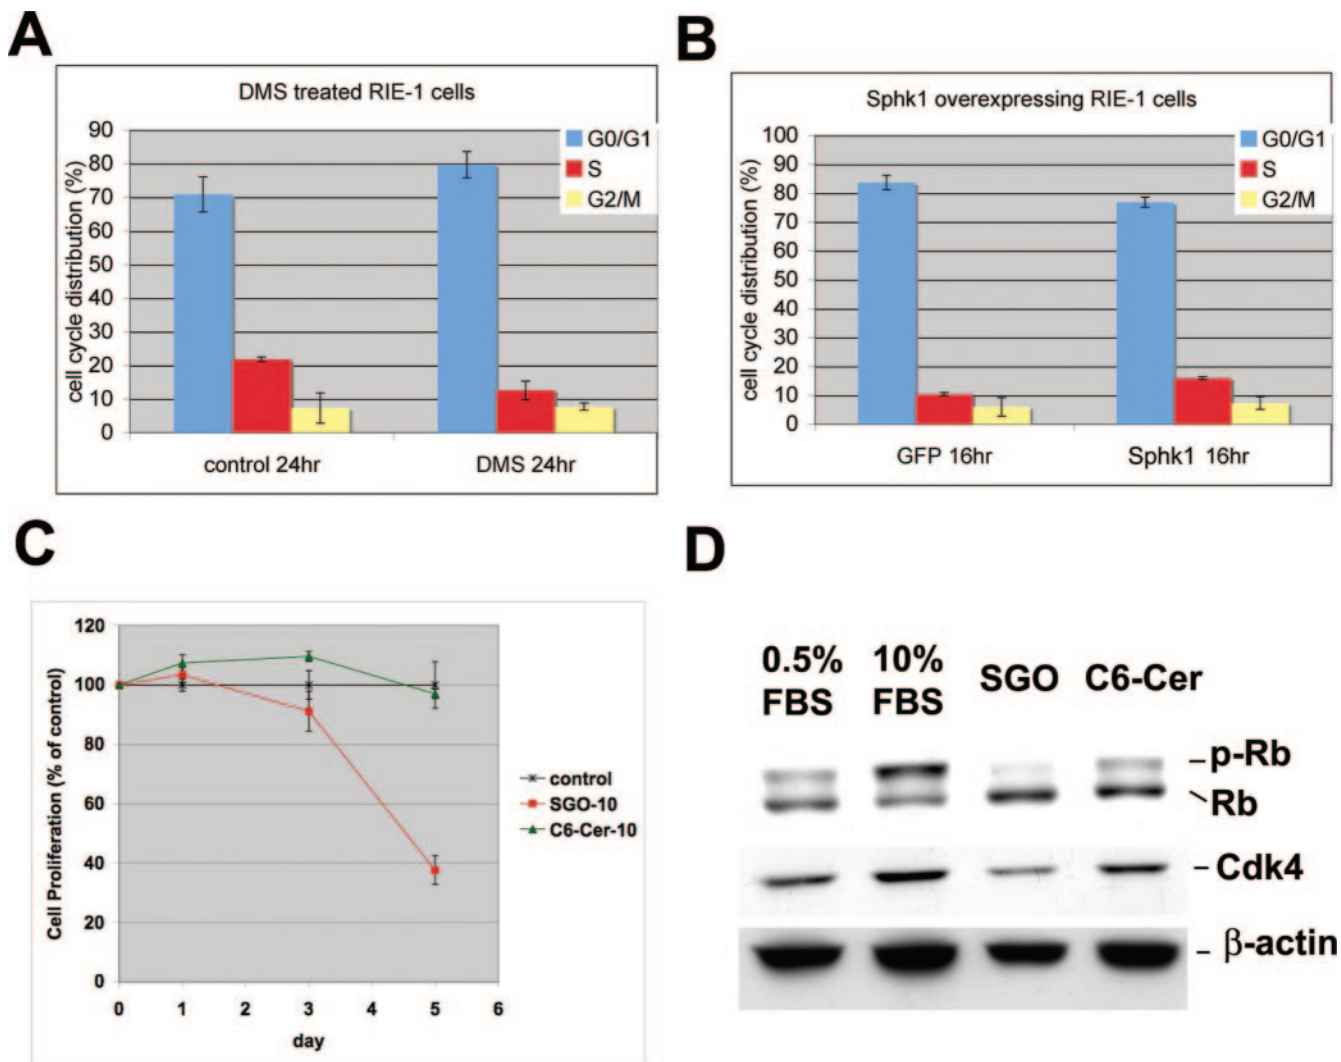 A
DMS treated RIE-1 cells
cell cycle distribution (%)
90
80
70
60
50
40
30
20
10
0
G0/G1
S
G2/M
control 24hr
DMS 24hr
B
Sphk1 overexpressing RIE-1 cells
cell cycle distribution (%)
100
90
80
70
60
50
40
30
20
10
0
G0/G1
S
G2/M
GFP 16hr
Sphk1 16hr
C
Cell Proliferation (% of control)
120
100
80
60
40
20
0
0 1 2 3 4 5 6
day
control
SGO-10
C6-Cer-10
D
0.5% FBS
10% FBS
SGO
C6-Cer
p-Rb
Rb
Cdk4
β-actin